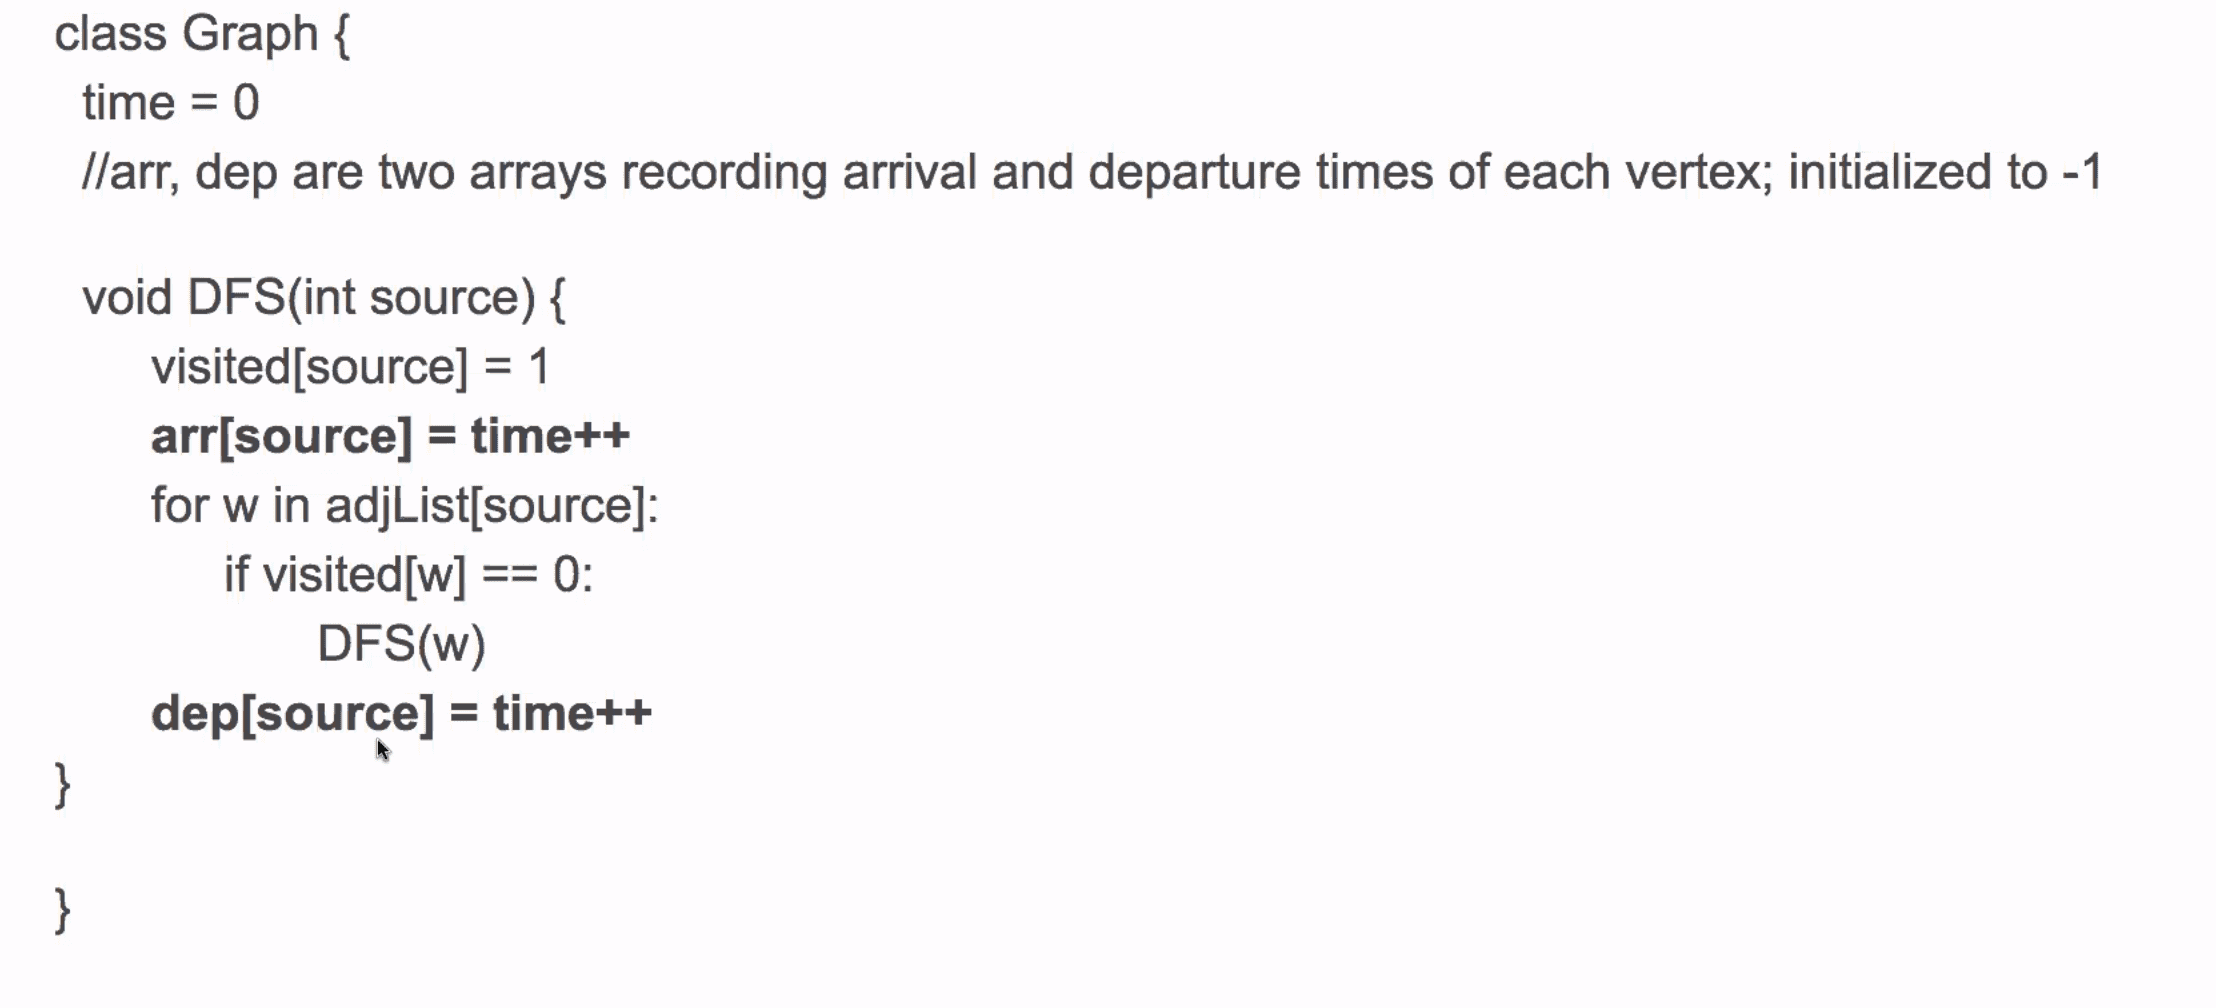 class Graph {
time = 0
//arr, dep are two arrays recording arrival and departure times of each vertex; initialized to -1
void DFS(int source) {
visited[source] = 1
arr[source] = time++
for w in adjList[source]:
if visited[w] == 0:
DFS(w)
dep[source] = time++
}
}